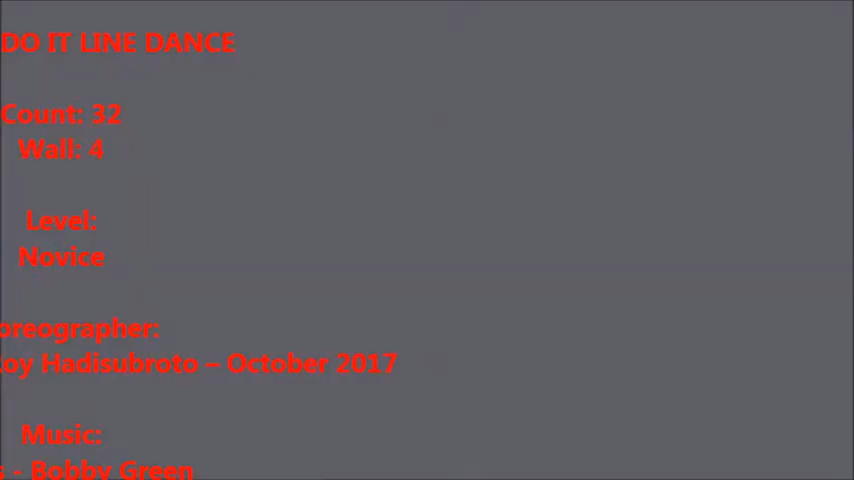 DO IT LINE DANCE
Count: 32
Wall: 4
Level:
Novice
oreographer:
oy Hadisubroto – October 2017
Music:
s - Bobby Green